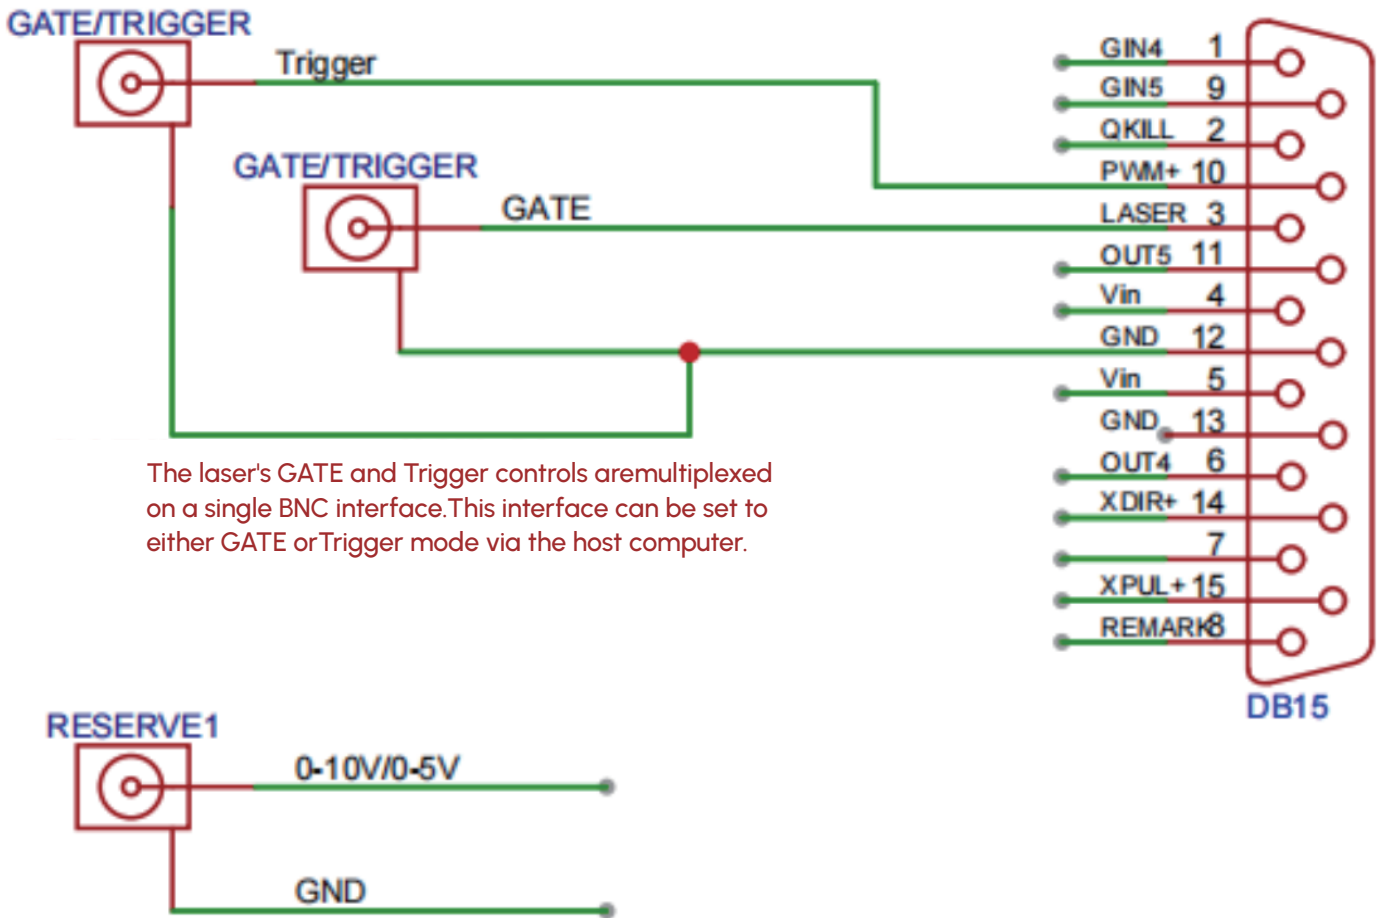 GATE/TRIGGER
Trigger
GATE/TRIGGER
GATE
GIN4 1
GIN5 9
QKILL 2
PWM+ 10
LASER 3
OUT5 11
Vin 4
GND 12
Vin 5
GND 13
OUT4 6
XDIR+ 14
7
XPUL+ 15
REMARK8
DB15
The laser's GATE and Trigger controls aremultiplexed
on a single BNC interface.This interface can be set to
either GATE orTrigger mode via the host computer.
RESERVE1
0-10V/0-5V
GND